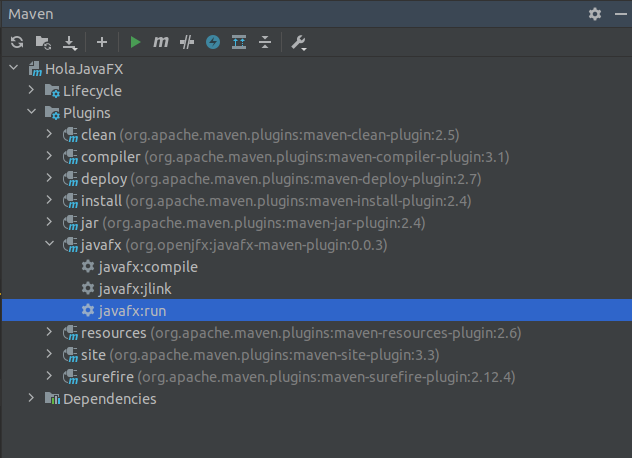 Maven
HolaJavaFX
Lifecycle
Plugins
clean (org.apache.maven.plugins:maven-clean-plugin:2.5)
compiler (org.apache.maven.plugins:maven-compiler-plugin:3.1)
deploy (org.apache.maven.plugins:maven-deploy-plugin:2.7)
install (org.apache.maven.plugins:maven-install-plugin:2.4)
jar (org.apache.maven.plugins:maven-jar-plugin:2.4)
javafx (org.openjfx:javafx-maven-plugin:0.0.3)
javafx:compile
javafx:jlink
javafx:run
resources (org.apache.maven.plugins:maven-resources-plugin:2.6)
site (org.apache.maven.plugins:maven-site-plugin:3.3)
surefire (org.apache.maven.plugins:maven-surefire-plugin:2.12.4)
Dependencies